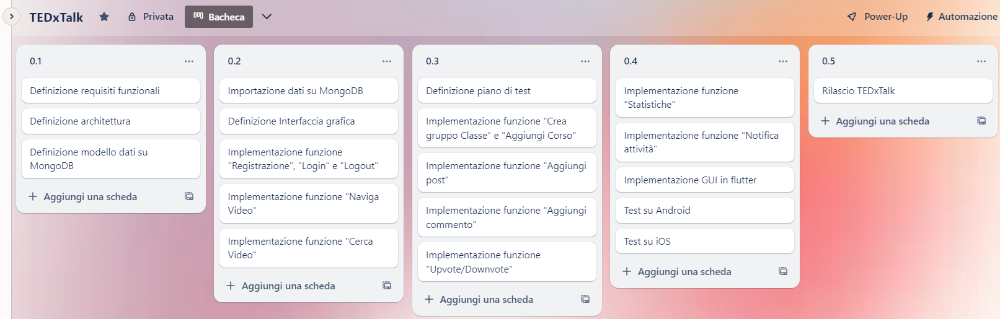 TEDxTalk
Privata
Bacheca
Power-Up
Automazione
0.1
Definizione requisiti funzionali
Definizione architettura
Definizione modello dati su
MongoDB
Aggiungi una scheda
0.2
Importazione dati su MongoDB
Definizione Interfaccia grafica
Implementazione funzione
"Registrazione", "Login" e "Logout"
Implementazione funzione "Naviga
Video"
Implementazione funzione "Cerca
Video"
Aggiungi una scheda
0.3
Definizione piano di test
Implementazione funzione "Crea
gruppo Classe" e "Aggiungi Corso"
Implementazione funzione "Aggiungi
post"
Implementazione funzione "Aggiungi
commento"
Implementazione funzione
"Upvote/Downvote"
Aggiungi una scheda
0.4
Implementazione funzione
"Statistiche"
Implementazione funzione "Notifica
attività"
Implementazione GUI in flutter
Test su Android
Test su iOS
Aggiungi una scheda
0.5
Rilascio TEDxTalk
Aggiungi una scheda